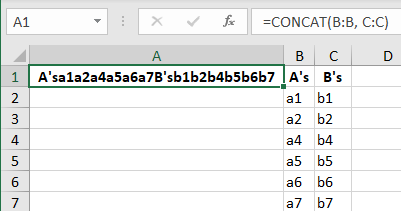 A1 fx =CONCAT(B:B, C:C)
A B C D
1 A'sa1a2a4a5a6a7B'sb1b2b4b5b6b7 A's B's
2 a1 b1
3 a2 b2
4 a4 b4
5 a5 b5
6 a6 b6
7 a7 b7